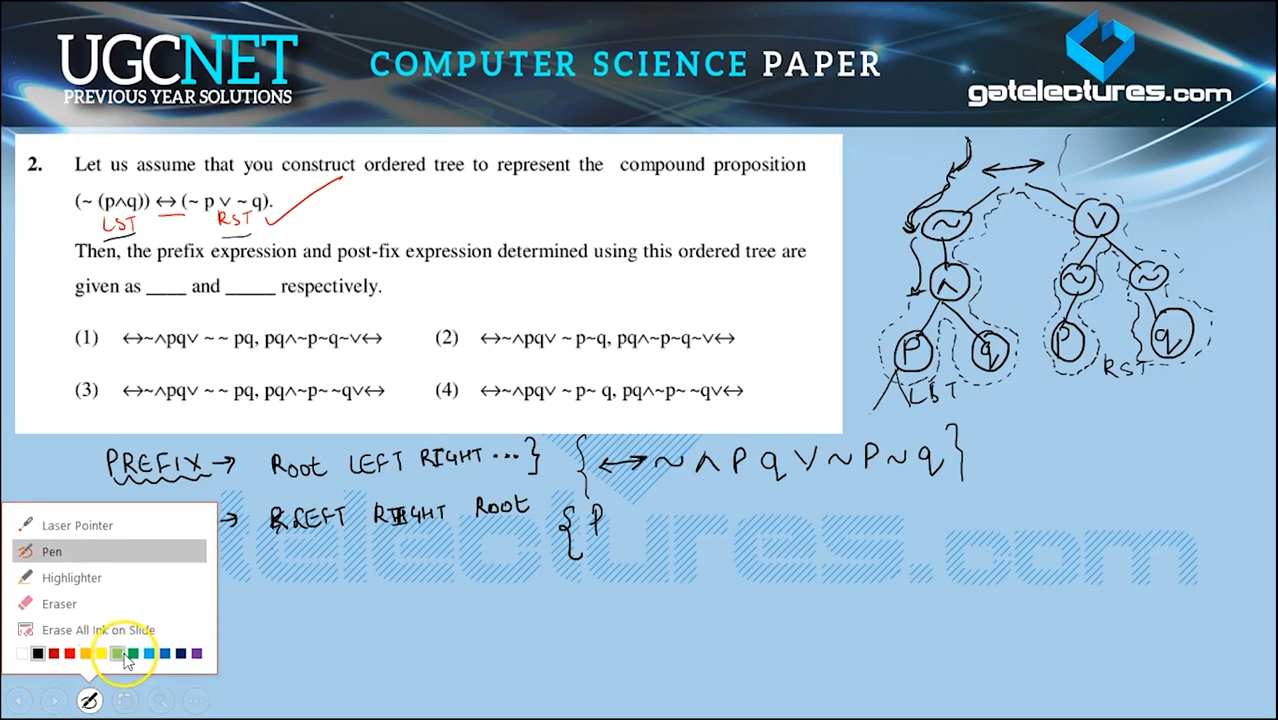 UGCNET
PREVIOUS YEAR SOLUTIONS
COMPUTER SCIENCE PAPER
gatelectures.com
2. Let us assume that you construct ordered tree to represent the compound proposition
(~ (p∧q)) ↔ (~ p ∨ ~ q).
LST RST
Then, the prefix expression and post-fix expression determined using this ordered tree are
given as ____ and _____ respectively.
(1) ↔~∧pq∨ ~ ~ pq, pq∧~p~q~∨↔ (2) ↔~∧pq∨ ~ p~q, pq∧~p~q~∨↔
(3) ↔~∧pq∨ ~ ~ pq, pq∧~p~ ~q∨↔ (4) ↔~∧pq∨ ~ p~ q, pq∧~p~ ~q∨↔
↔
~ ∨
∧ ~ ~
P q P q
LST RST
PREFIX → Root LEFT RIGHT ... } { ↔ ~ ∧ P q ∨ ~ P ~ q }
→ LEFT RIGHT Root { P
Laser Pointer
Pen
Highlighter
Eraser
Erase All Ink on Slide